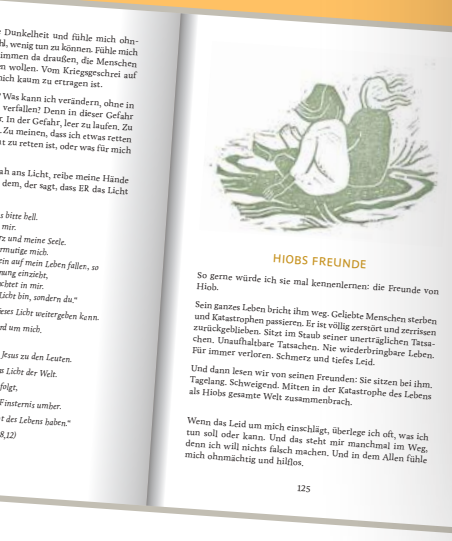 Dunkelheit und fühle mich ohn-
wenig tun zu können. Fühle mich
da draußen, die Menschen
wollen. Vom Kriegsgeschrei auf
kaum zu ertragen ist.
Was kann ich verändern, ohne in
verfallen? Denn in dieser Gefahr
In der Gefahr, leer zu laufen. Zu
Zu meinen, dass ich etwas retten
zu retten ist, oder was für mich
ans Licht, reibe meine Hände
dem, der sagt, dass ER das Licht
bitte hell.
mir.
und meine Seele.
mich.
auf mein Leben fallen, so
einzieht,
in mir.
Licht bin, sondern du."
Licht weitergeben kann.
um mich.
Jesus zu den Leuten.
Licht der Welt.
folgt,
Finsternis umher.
des Lebens haben."
8,12)
HIOBS FREUNDE
So gerne würde ich sie mal kennenlernen: die Freunde von
Hiob.
Sein ganzes Leben bricht ihm weg. Geliebte Menschen sterben
und Katastrophen passieren. Er ist völlig zerstört und zerrissen
zurückgeblieben. Sitzt im Staub seiner unerträglichen Tatsa-
chen. Unaufhaltbare Tatsachen. Nie wiederbringbare Leben.
Für immer verloren. Schmerz und tiefes Leid.
Und dann lesen wir von seinen Freunden: Sie sitzen bei ihm.
Tagelang. Schweigend. Mitten in der Katastrophe des Lebens
als Hiobs gesamte Welt zusammenbrach.
Wenn das Leid um mich einschlägt, überlege ich oft, was ich
tun soll oder kann. Und das steht mir manchmal im Weg,
denn ich will nichts falsch machen. Und in dem Allen fühle
mich ohnmächtig und hilflos.
125